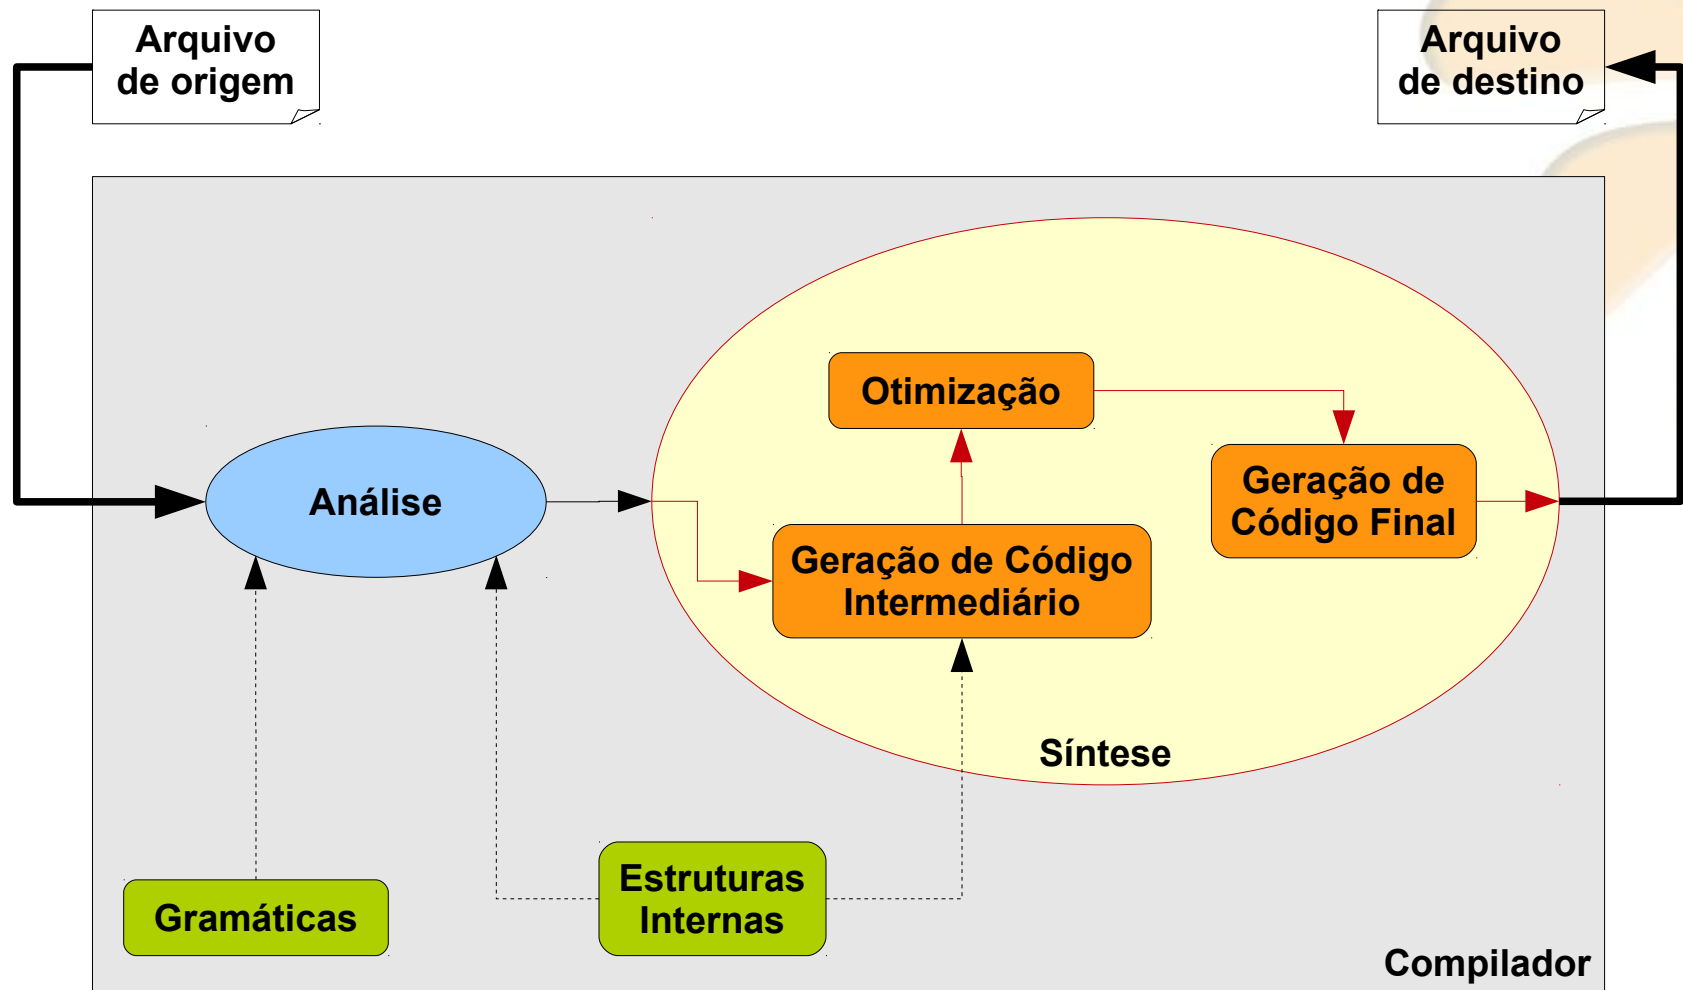 Arquivo
de origem
Arquivo
de destino
Otimização
Análise
Geração de
Código Final
Geração de Código
Intermediário
Síntese
Estruturas
Internas
Gramáticas
Compilador